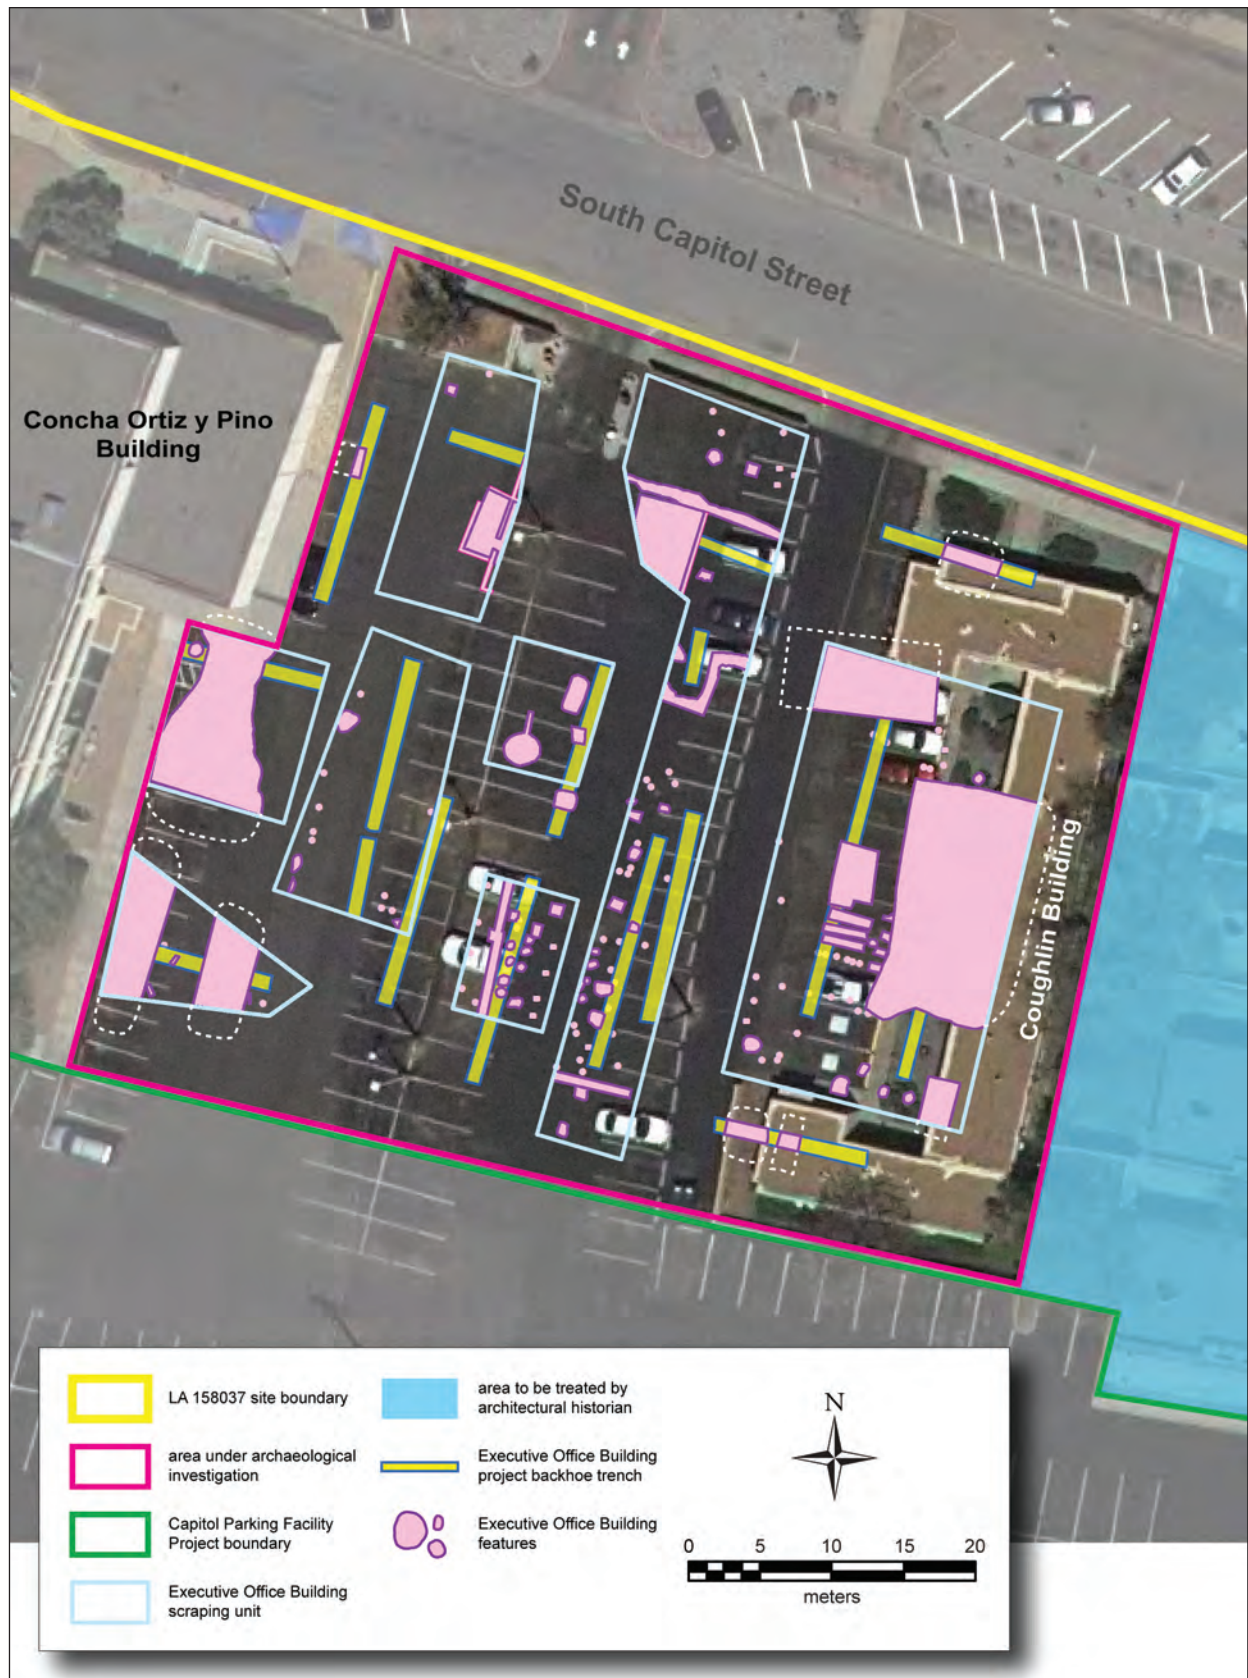 South Capitol Street
Concha Ortiz y Pino
Building
Coughlin Building
LA 158037 site boundary
area under archaeological
investigation
Capitol Parking Facility
Project boundary
Executive Office Building
scraping unit
area to be treated by
architectural historian
Executive Office Building
project backhoe trench
Executive Office Building
features
N
0 5 10 15 20
meters